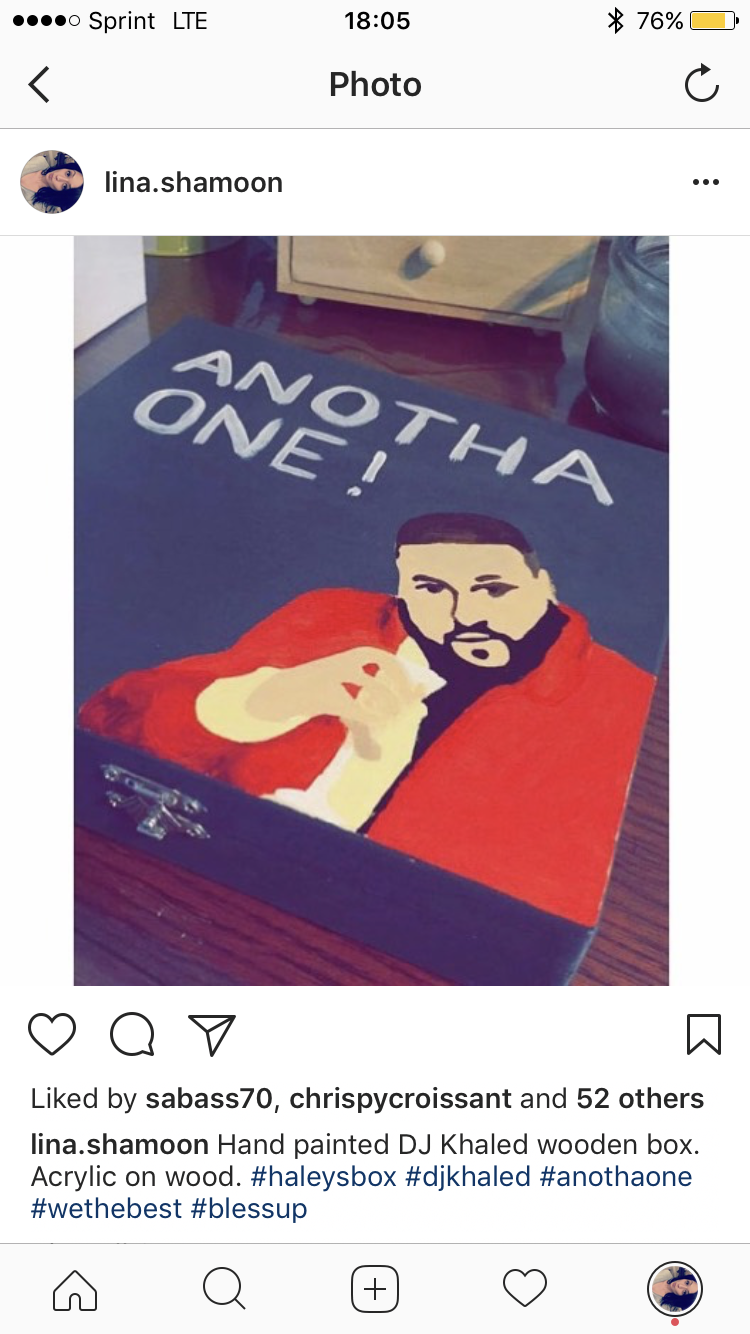 Sprint LTE 18:05 76%
Photo
lina.shamoon
ANOTHA
ONE!
Liked by sabass70, chrispycroissant and 52 others
lina.shamoon Hand painted DJ Khaled wooden box.
Acrylic on wood. #haleysbox #djkhaled #anothaone
#wethebest #blessup